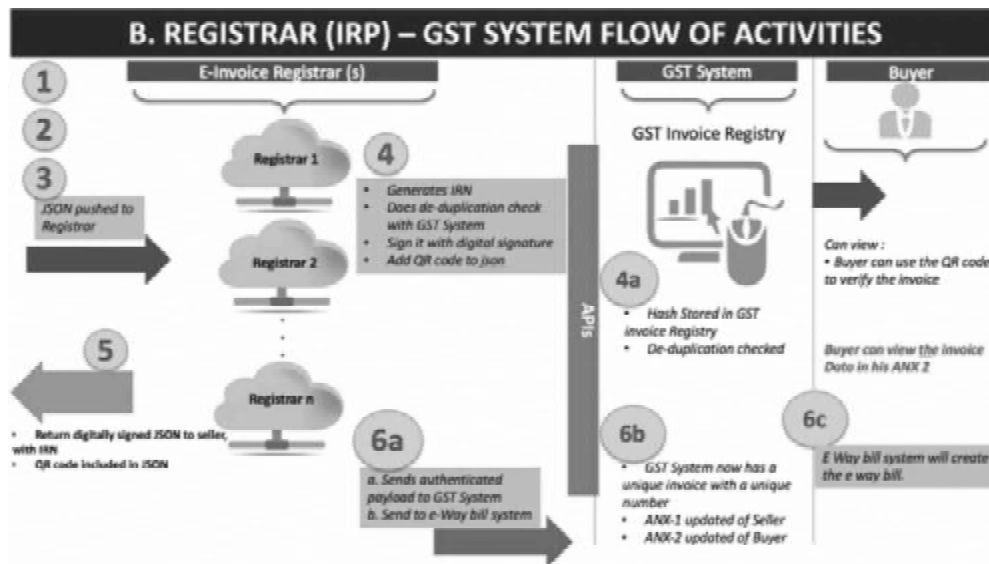 B. REGISTRAR (IRP) – GST SYSTEM FLOW OF ACTIVITIES
E-Invoice Registrar (s)
GST System
Buyer
1
2
3
JSON pushed to
Registrar
Registrar 1
Registrar 2
Registrar n
4
• Generates IRN
• Does de-duplication check
with GST System
• Sign it with digital signature
• Add QR code to json
5
• Return digitally signed JSON to seller,
with IRN
• QR code included in JSON
6a
a. Sends authenticated
payload to GST System
b. Send to e-Way bill system
APIs
GST Invoice Registry
4a
• Hash Stored in GST
invoice Registry
• De-duplication checked
6b
• GST System now has a
unique invoice with a unique
number
• ANX-1 updated of Seller
• ANX-2 updated of Buyer
Can view :
• Buyer can use the QR code
to verify the invoice
Buyer can view the invoice
Data in his ANX 2
6c
E Way bill system will create
the e way bill.